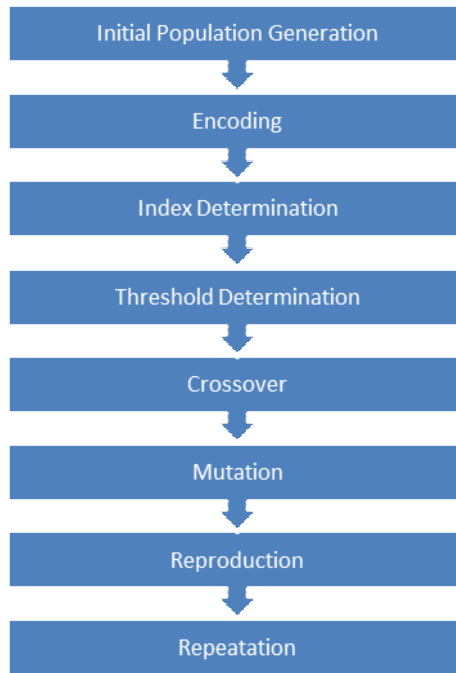 Initial Population Generation
Encoding
Index Determination
Threshold Determination
Crossover
Mutation
Reproduction
Repeatation